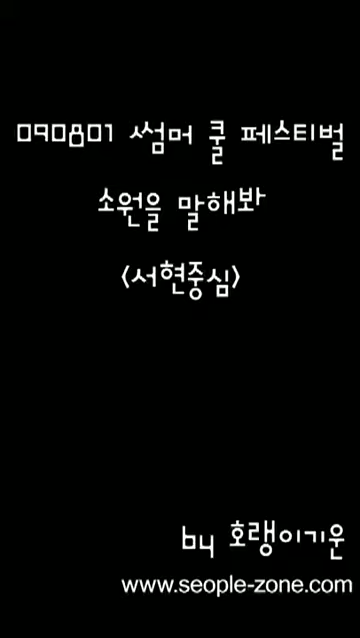 090801 썸머 쿨 페스티벌
소원을 말해봐
<서현중심>
by 호랭이기운
www.seople-zone.com